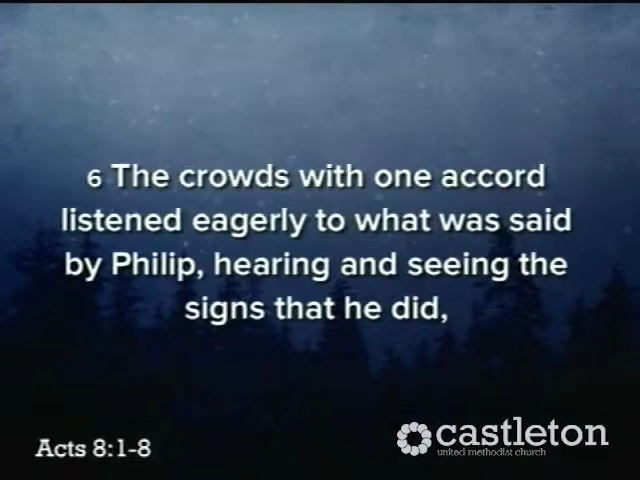 6 The crowds with one accord
listened eagerly to what was said
by Philip, hearing and seeing the
signs that he did,
Acts 8:1-8
castleton
united methodist church